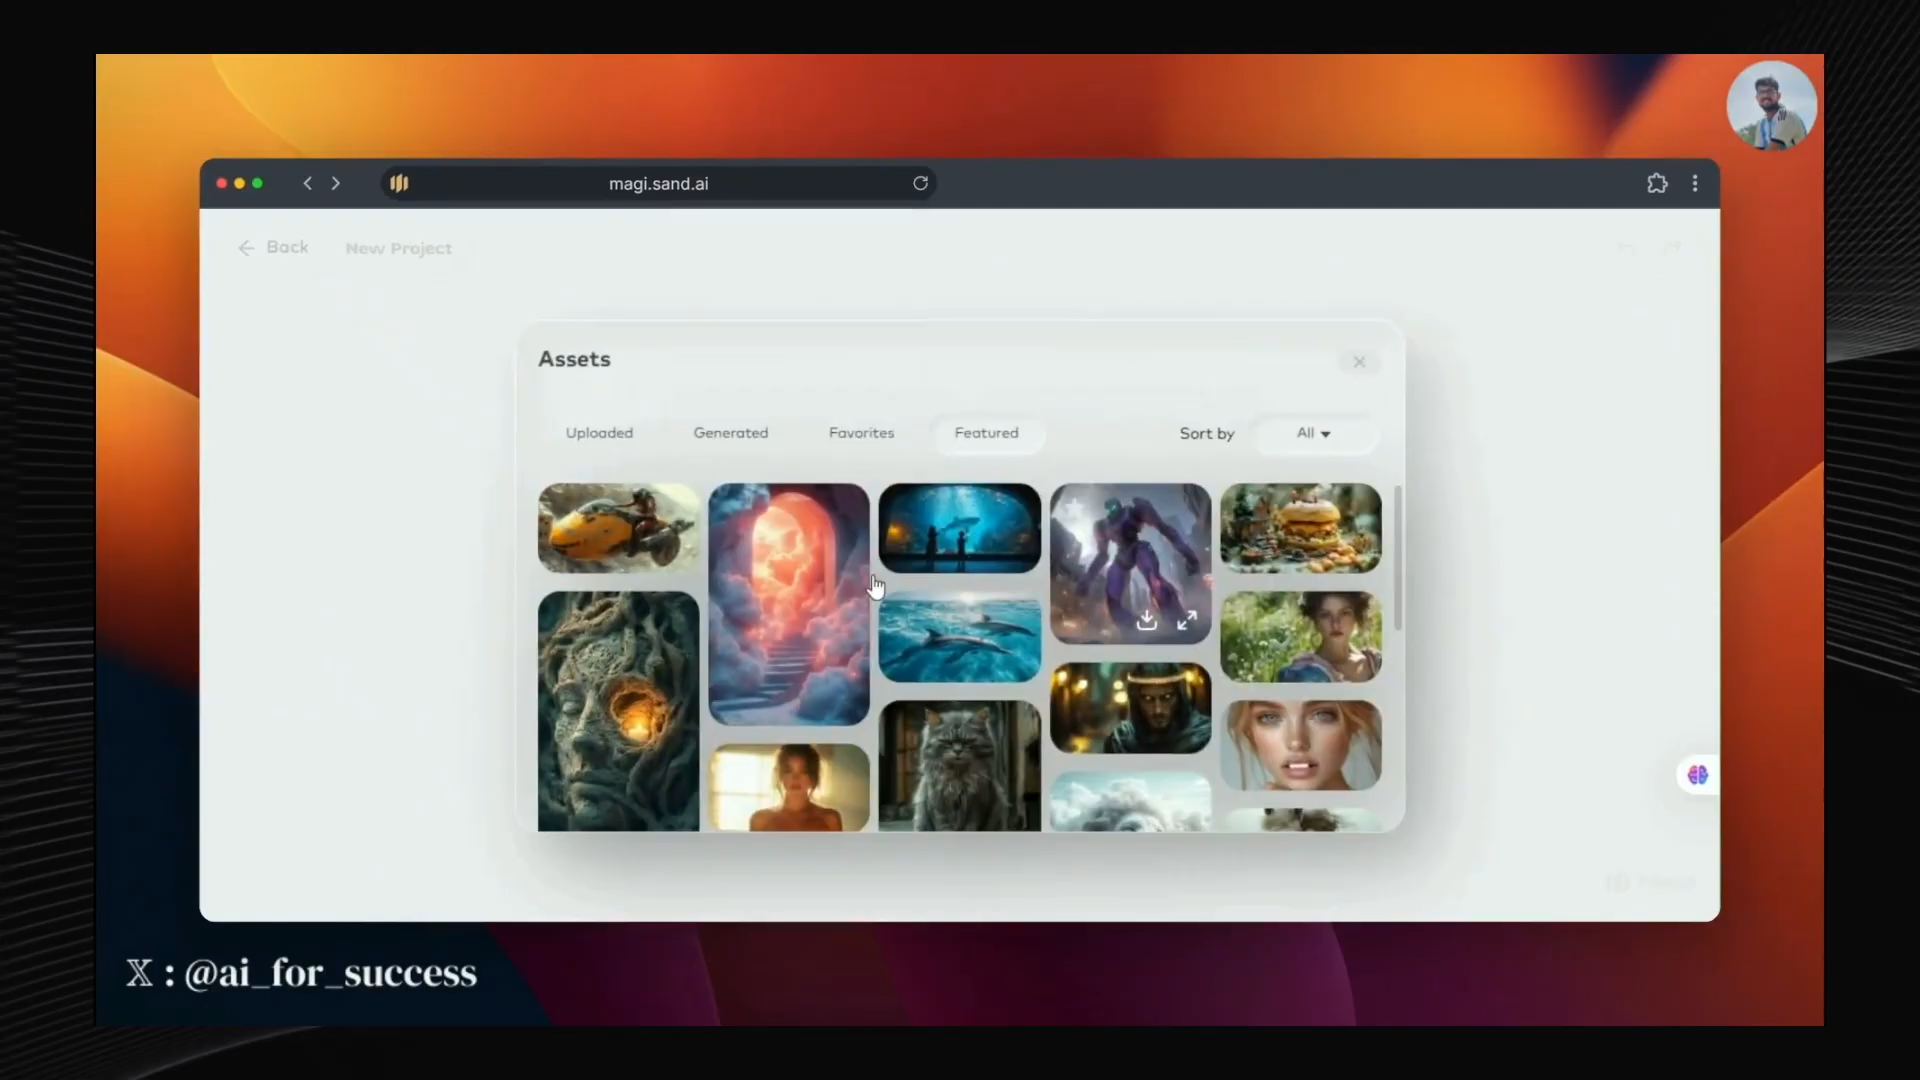 magi.sand.ai
Back
New Project
Assets
Uploaded
Generated
Favorites
Featured
Sort by
All
X : @ai_for_success